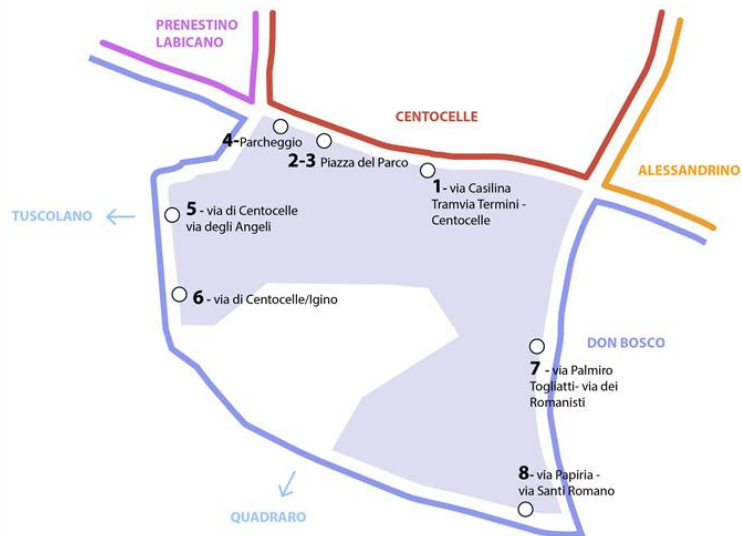 PRENESTINO
LABICANO
CENTOCELLE
4-Parcheggio
2-3 Piazza del Parco
ALESSANDRINO
1- via Casilina
Tramvia Termini -
Centocelle
TUSCOLANO
5 - via di Centocelle
via degli Angeli
6 - via di Centocelle/Igino
DON BOSCO
7 - via Palmiro
Togliatti- via dei
Romanisti
8- via Papiria -
via Santi Romano
QUADRARO